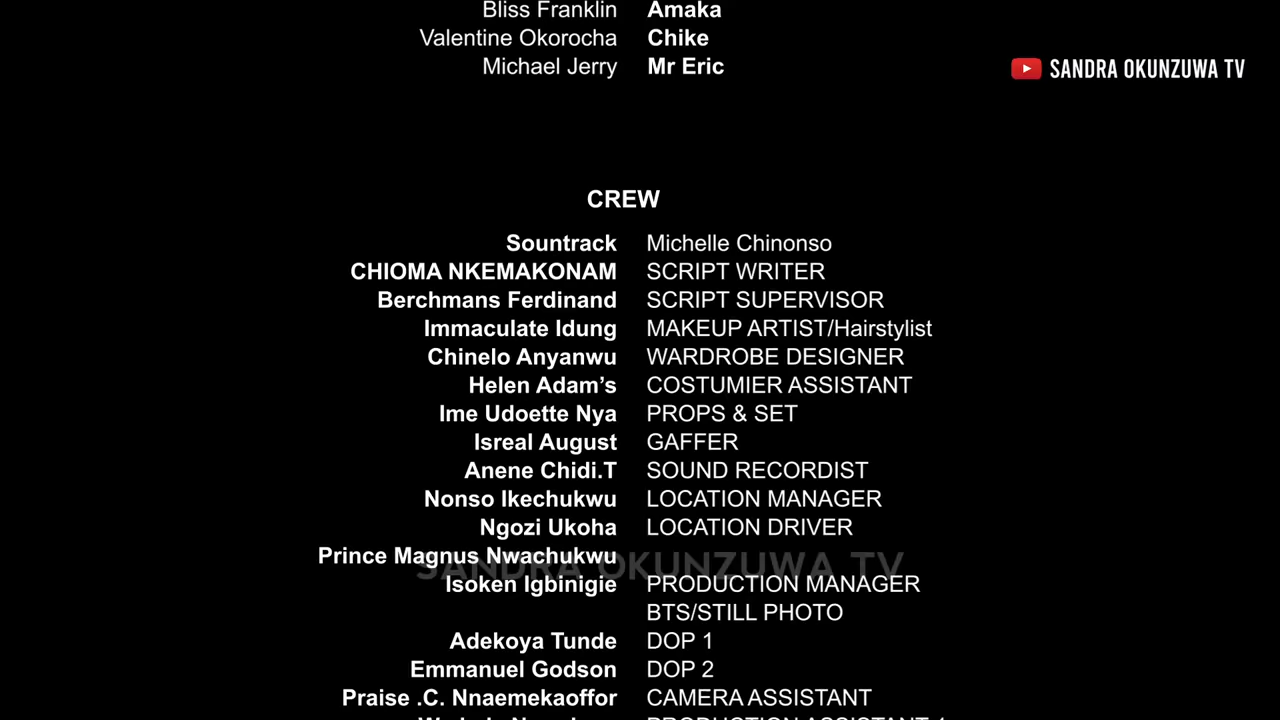 Bliss Franklin Amaka
Valentine Okorocha Chike
Michael Jerry Mr Eric
SANDRA OKUNZUWA TV
CREW
Sountrack Michelle Chinonso
CHIOMA NKEMAKONAM SCRIPT WRITER
Berchmans Ferdinand SCRIPT SUPERVISOR
Immaculate Idung MAKEUP ARTIST/Hairstylist
Chinelo Anyanwu WARDROBE DESIGNER
Helen Adam’s COSTUMIER ASSISTANT
Ime Udoette Nya PROPS & SET
Isreal August GAFFER
Anene Chidi.T SOUND RECORDIST
Nonso Ikechukwu LOCATION MANAGER
Ngozi Ukoha LOCATION DRIVER
Prince Magnus Nwachukwu
SANDRA OKUNZUWA TV
Isoken Igbinigie PRODUCTION MANAGER
BTS/STILL PHOTO
Adekoya Tunde DOP 1
Emmanuel Godson DOP 2
Praise .C. Nnaemekaoffor CAMERA ASSISTANT
PRODUCTION ASSISTANT 1